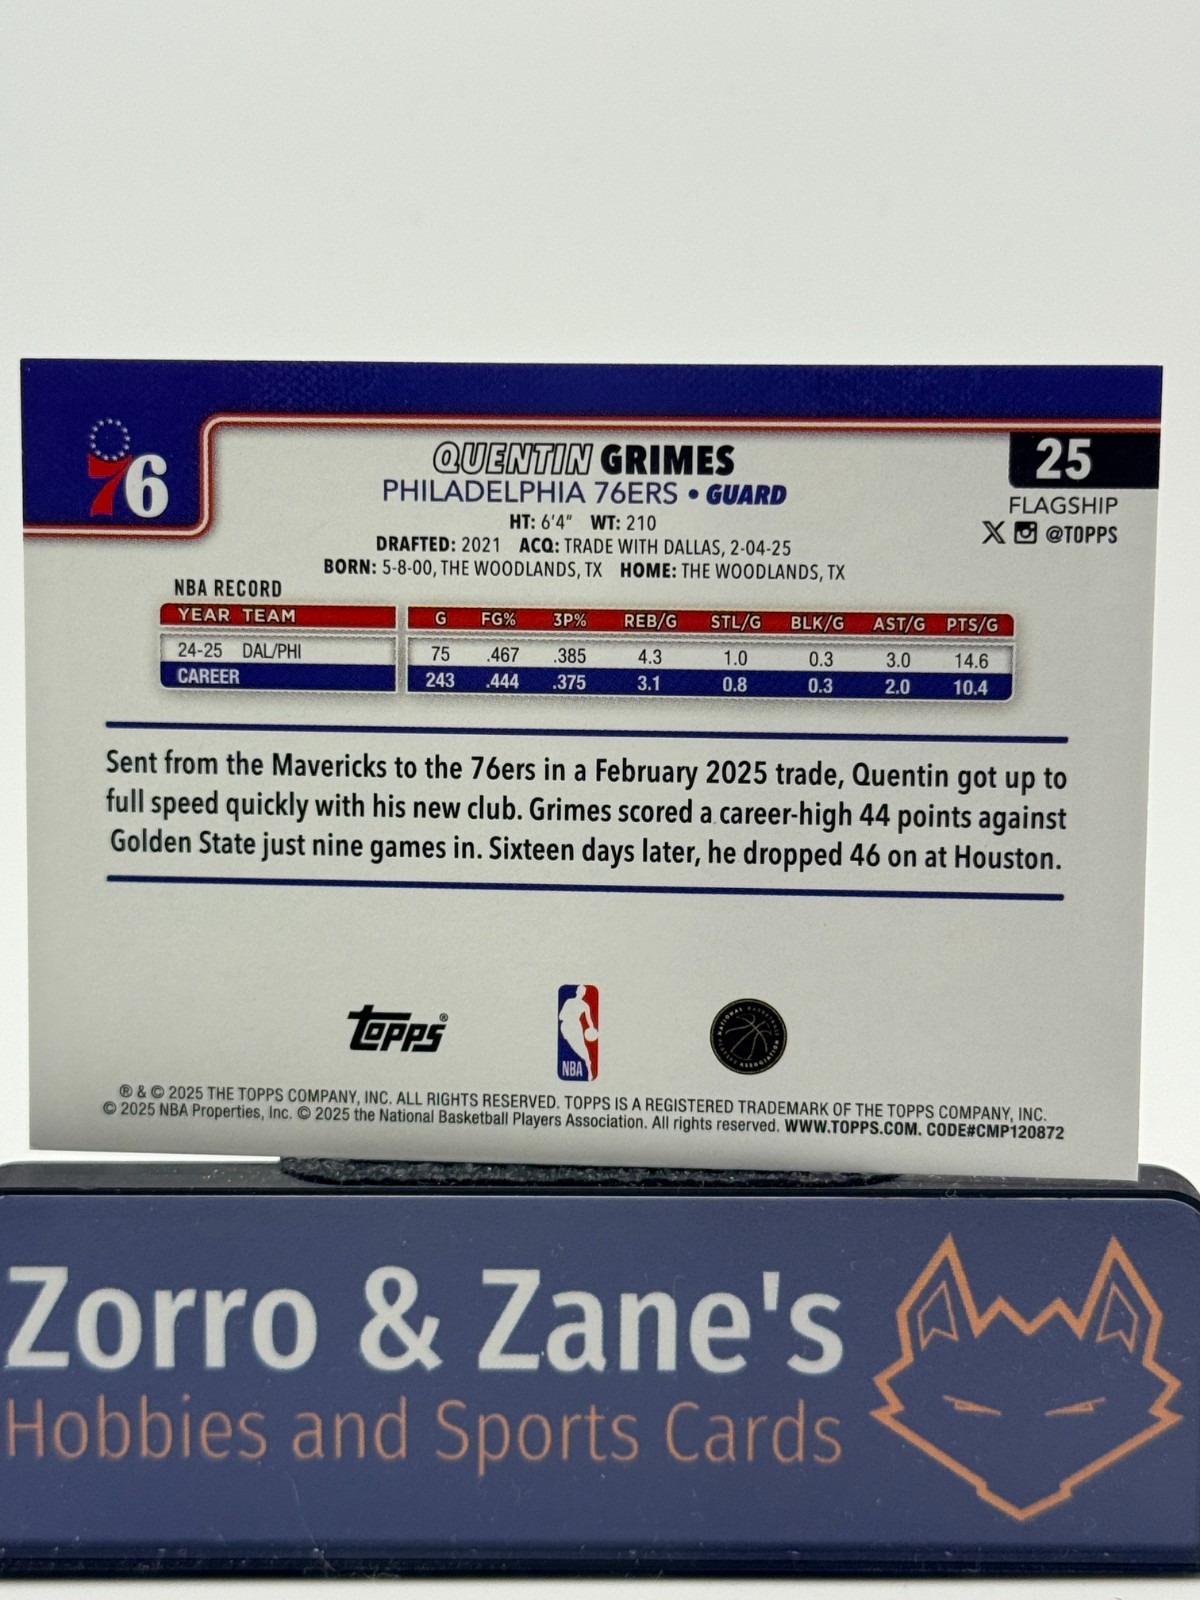 76
QUENTIN GRIMES
25
PHILADELPHIA 76ERS • GUARD
FLAGSHIP
@TOPPS
HT: 6'4" WT: 210
DRAFTED: 2021 ACQ: TRADE WITH DALLAS, 2-04-25
BORN: 5-8-00, THE WOODLANDS, TX HOME: THE WOODLANDS, TX
NBA RECORD
YEAR TEAM G FG% 3P% REB/G STL/G BLK/G AST/G PTS/G
24-25 DAL/PHI 75 .467 .385 4.3 1.0 0.3 3.0 14.6
CAREER 243 .444 .375 3.1 0.8 0.3 2.0 10.4
Sent from the Mavericks to the 76ers in a February 2025 trade, Quentin got up to
full speed quickly with his new club. Grimes scored a career-high 44 points against
Golden State just nine games in. Sixteen days later, he dropped 46 on at Houston.
Topps®
NBA
NATIONAL BASKETBALL PLAYERS ASSOCIATION
® & © 2025 THE TOPPS COMPANY, INC. ALL RIGHTS RESERVED. TOPPS IS A REGISTERED TRADEMARK OF THE TOPPS COMPANY, INC.
© 2025 NBA Properties, Inc. © 2025 the National Basketball Players Association. All rights reserved. WWW.TOPPS.COM. CODE#CMP120872
Zorro & Zane's
Hobbies and Sports Cards